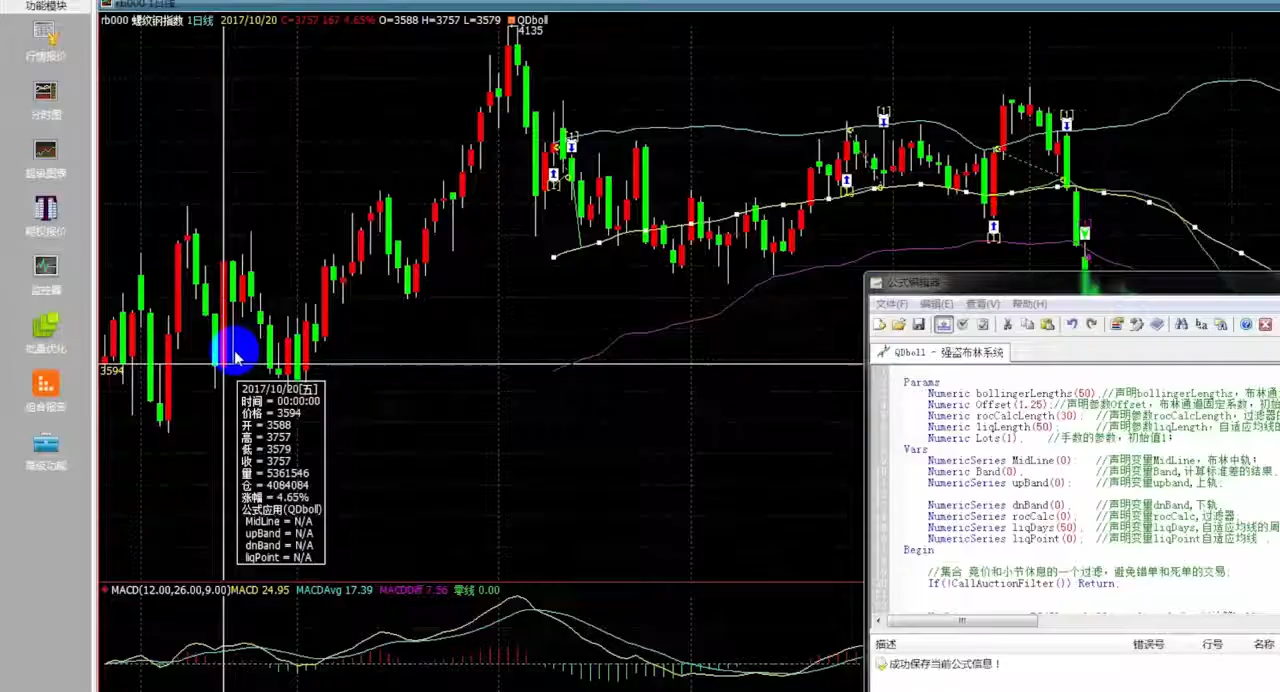 功能模块
rb000 1日线
行情报价
分时图
超级图表
期权报价
监控器
批量优化
组合报告
高级功能
rb000 螺纹钢指数 1日线 2017/10/20 C=3757 167 4.65% O=3588 H=3757 L=3579 QDboll
4135
3594
2017/10/20[五]
时间 = 00:00:00
价格 = 3594
开 = 3588
高 = 3757
低 = 3579
收 = 3757
量 = 5361546
仓 = 4084084
涨幅 = 4.65%
公式应用(QDboll)
MidLine = N/A
upBand = N/A
dnBand = N/A
liqPoint = N/A
MACD(12.00,26.00,9.00) MACD 24.95 MACDAvg 17.39 MACDDiff 7.56 零线 0.00
公式编辑器
文件(F) 编辑(E) 查看(V) 帮助(H)
QDboll - 强盗布林系统
Params
Numeric bollingerLengths(50);//声明bollingerLengths，布林通
Numeric Offset(1.25);//声明参数Offset，布林通道固定系数，初始
Numeric rocCalcLength(30); //声明参数rocCalcLength，过滤器的
Numeric liqLength(50); //声明参数liqLength，自适应均线的
Numeric Lots(1); //手数的参数，初始值1;
Vars
NumericSeries MidLine(0); //声明变量MidLine，布林中轨;
Numeric Band(0); //声明变量Band,计算标准差的结果.
NumericSeries upBand(0); //声明变量upband,上轨;
NumericSeries dnBand(0); //声明变量dnBand,下轨
NumericSeries rocCalc(0); //声明变量rocCalc,过滤器
NumericSeries liqDays(50); //声明变量liqDays,自适应均线的周
NumericSeries liqPoint(0); //声明变量liqPoint自适应均线 .
Begin
//集合 竞价和小节休息的一个过滤，避免错单和死单的交易;
If(!CallAuctionFilter()) Return;
描述 错误号 行号 名称
成功保存当前公式信息！